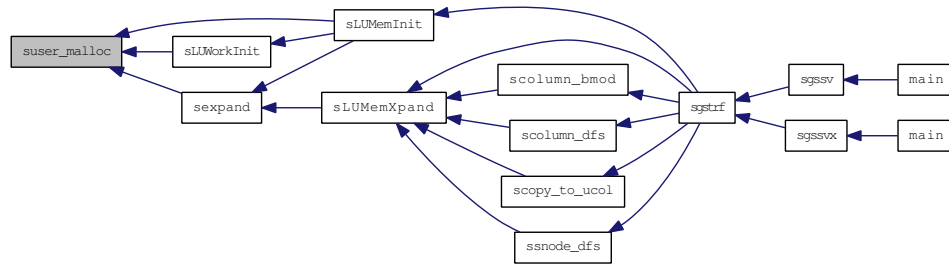 suser_malloc
sLUMemInit
sLUWorkInit
sexpand
sLUMemXpand
scolumn_bmod
scolumn_dfs
scopy_to_ucol
ssnode_dfs
sgstrf
sgssv
sgssvx
main
main